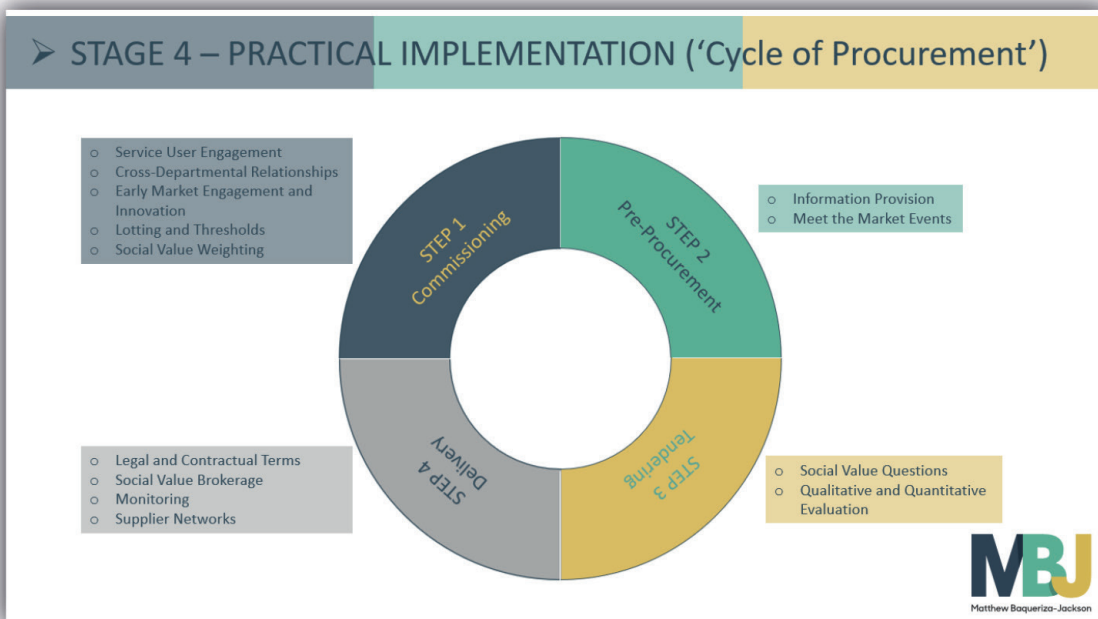 ➢ STAGE 4 – PRACTICAL IMPLEMENTATION (‘Cycle of Procurement’)
o Service User Engagement
o Cross-Departmental Relationships
o Early Market Engagement and
Innovation
o Lotting and Thresholds
o Social Value Weighting
STEP 1
Commissioning
STEP 2
Pre-Procurement
o Information Provision
o Meet the Market Events
STEP 3
Tendering
o Social Value Questions
o Qualitative and Quantitative
Evaluation
STEP 4
Delivery
o Legal and Contractual Terms
o Social Value Brokerage
o Monitoring
o Supplier Networks
MBJ
Matthew Baqueriza-Jackson